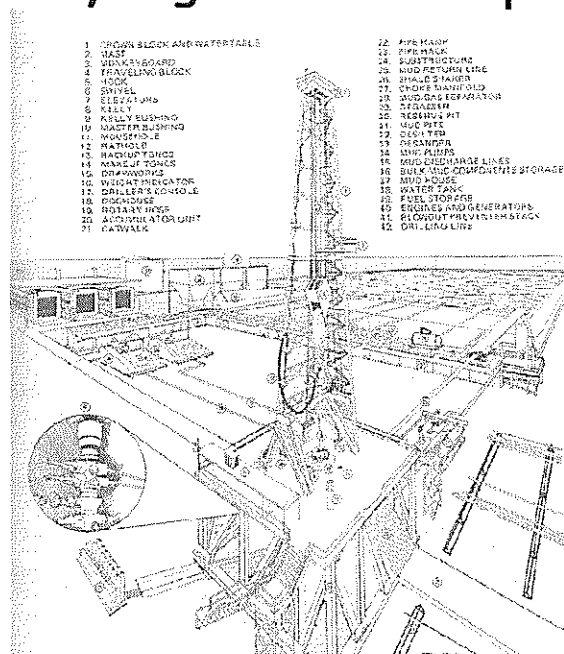 1. CROWN BLOCK AND WATERTABLE
2. MAST
3. MONKEYBOARD
4. TRAVELING BLOCK
5. HOOK
6. SWIVEL
7. ELEVATORS
8. KELLY
9. KELLY BUSHING
10. MASTER BUSHING
11. MOUSEHOLE
12. RATHOLE
13. BACKUP TONGS
14. MAKEUP TONGS
15. DRAWWORKS
16. WEIGHT INDICATOR
17. DRILLER'S CONSOLE
18. DOGHOUSE
19. ROTARY HOSE
20. ACCUMULATOR UNIT
21. CATWALK
22. PIPE RAMP
23. PIPE RACK
24. SUBSTRUCTURE
25. MUD RETURN LINE
26. SHALE SHAKER
27. CHOKE MANIFOLD
28. MUD-GAS SEPARATOR
29. DEGASSER
30. RESERVE PIT
31. MUD PITS
32. DESILTER
33. DESANDER
34. MUD PUMPS
35. MUD DISCHARGE LINES
36. BULK MUD COMPONENTS STORAGE
37. MUD HOUSE
38. WATER TANK
39. FUEL STORAGE
40. ENGINES AND GENERATORS
41. BLOWOUT PREVENTER STACK
42. DRILLING LINE